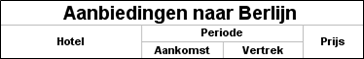 Aanbiedingen naar Berlijn
Hotel Periode Prijs
Aankomst Vertrek